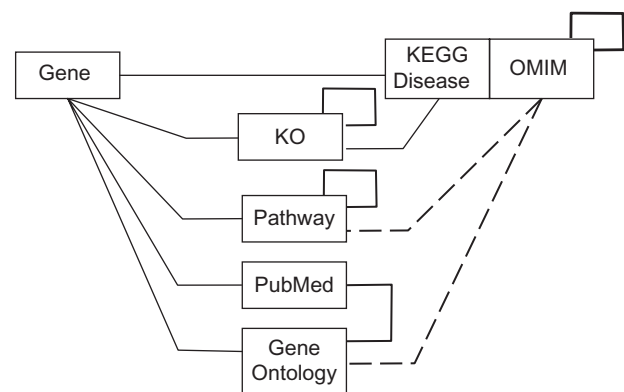 Gene
KEGG
Disease
OMIM
KO
Pathway
PubMed
Gene
Ontology